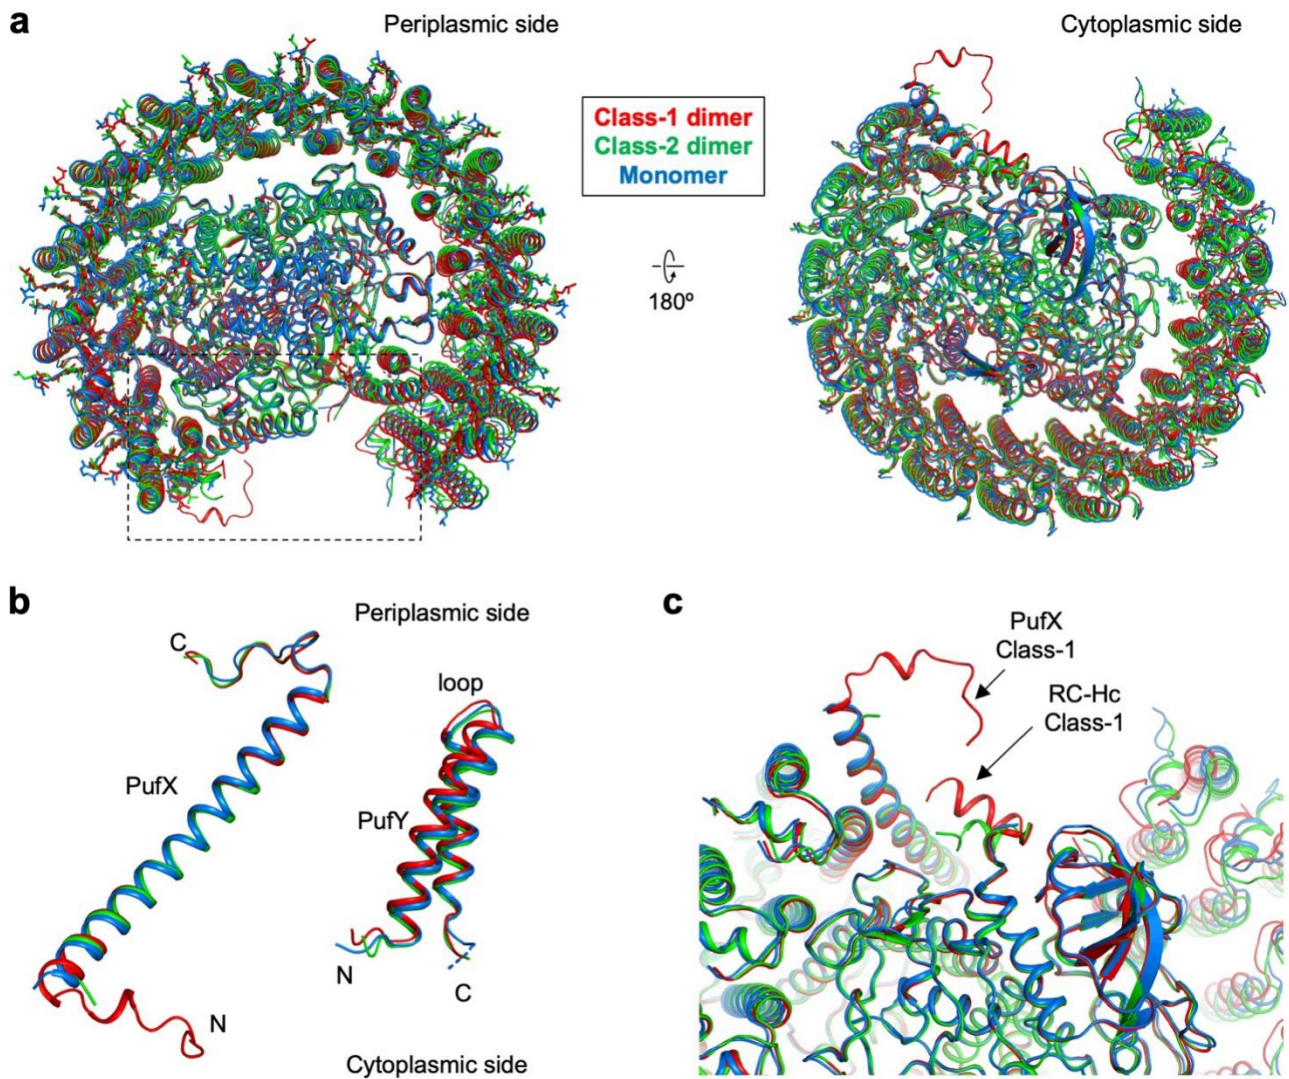 a
Periplasmic side
Cytoplasmic side
Class-1 dimer
Class-2 dimer
Monomer
180º
b
Periplasmic side
C
loop
PufX
PufY
N
C
N
Cytoplasmic side
c
PufX
Class-1
RC-Hc
Class-1